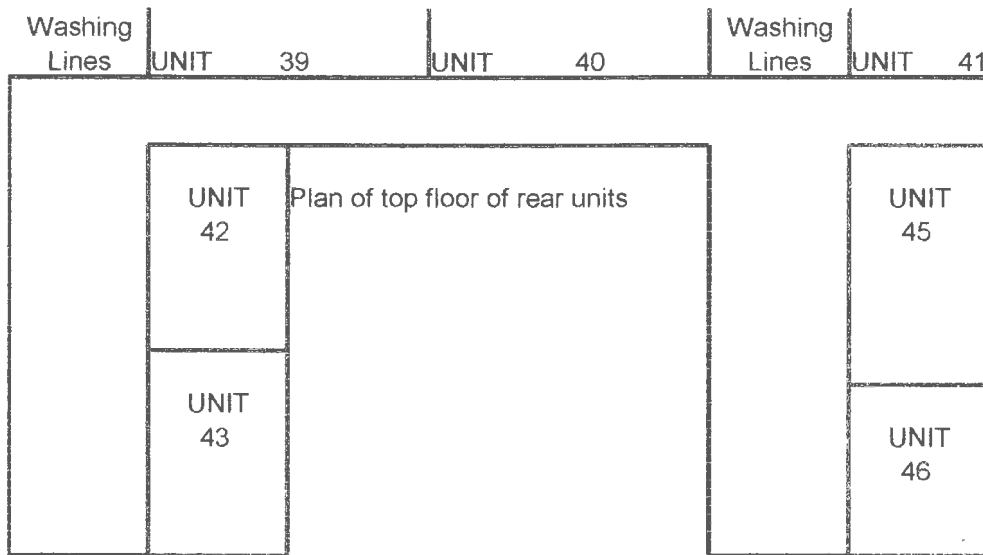 Washing
Lines
UNIT 39
UNIT 40
Washing
Lines
UNIT 41
UNIT
42
Plan of top floor of rear units
UNIT
45
UNIT
43
UNIT
46